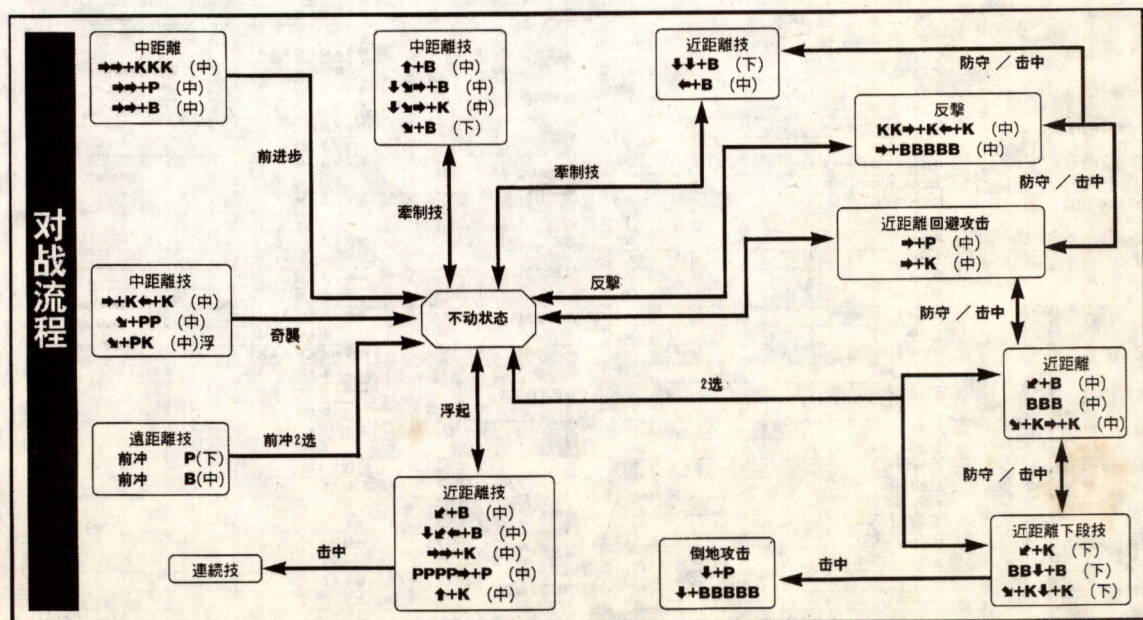 对战流程
中距離
➡➡+KKK (中)
➡➡+P (中)
➡➡+B (中)
前进步
中距離技
⬆+B (中)
⬇⬊➡+B (中)
⬇⬊➡+K (中)
⬊+B (下)
牽制技
近距離技
⬇⬇+B (下)
⬅+B (中)
牽制技
防守／击中
反擊
KK➡+K⬅+K (中)
➡+BBBBB (中)
防守／击中
近距離回避攻击
➡+P (中)
➡+K (中)
反擊
中距離技
➡+K⬅+K (中)
⬊+PP (中)
⬊+PK (中)浮
奇襲
不动状态
防守／击中
2选
近距離
⬋+B (中)
BBB (中)
⬊+K➡+K (中)
浮起
遠距離技
前冲 P(下)
前冲 B(中)
前冲2选
防守／击中
近距離技
⬋+B (中)
⬇⬋⬅+B (中)
➡➡+K (中)
PPPP➡+P (中)
⬆+K (中)
击中
連続技
近距離下段技
⬋+K (下)
BB⬇+B (下)
⬊+K⬇+K (下)
击中
倒地攻击
⬇+P
⬇+BBBBB